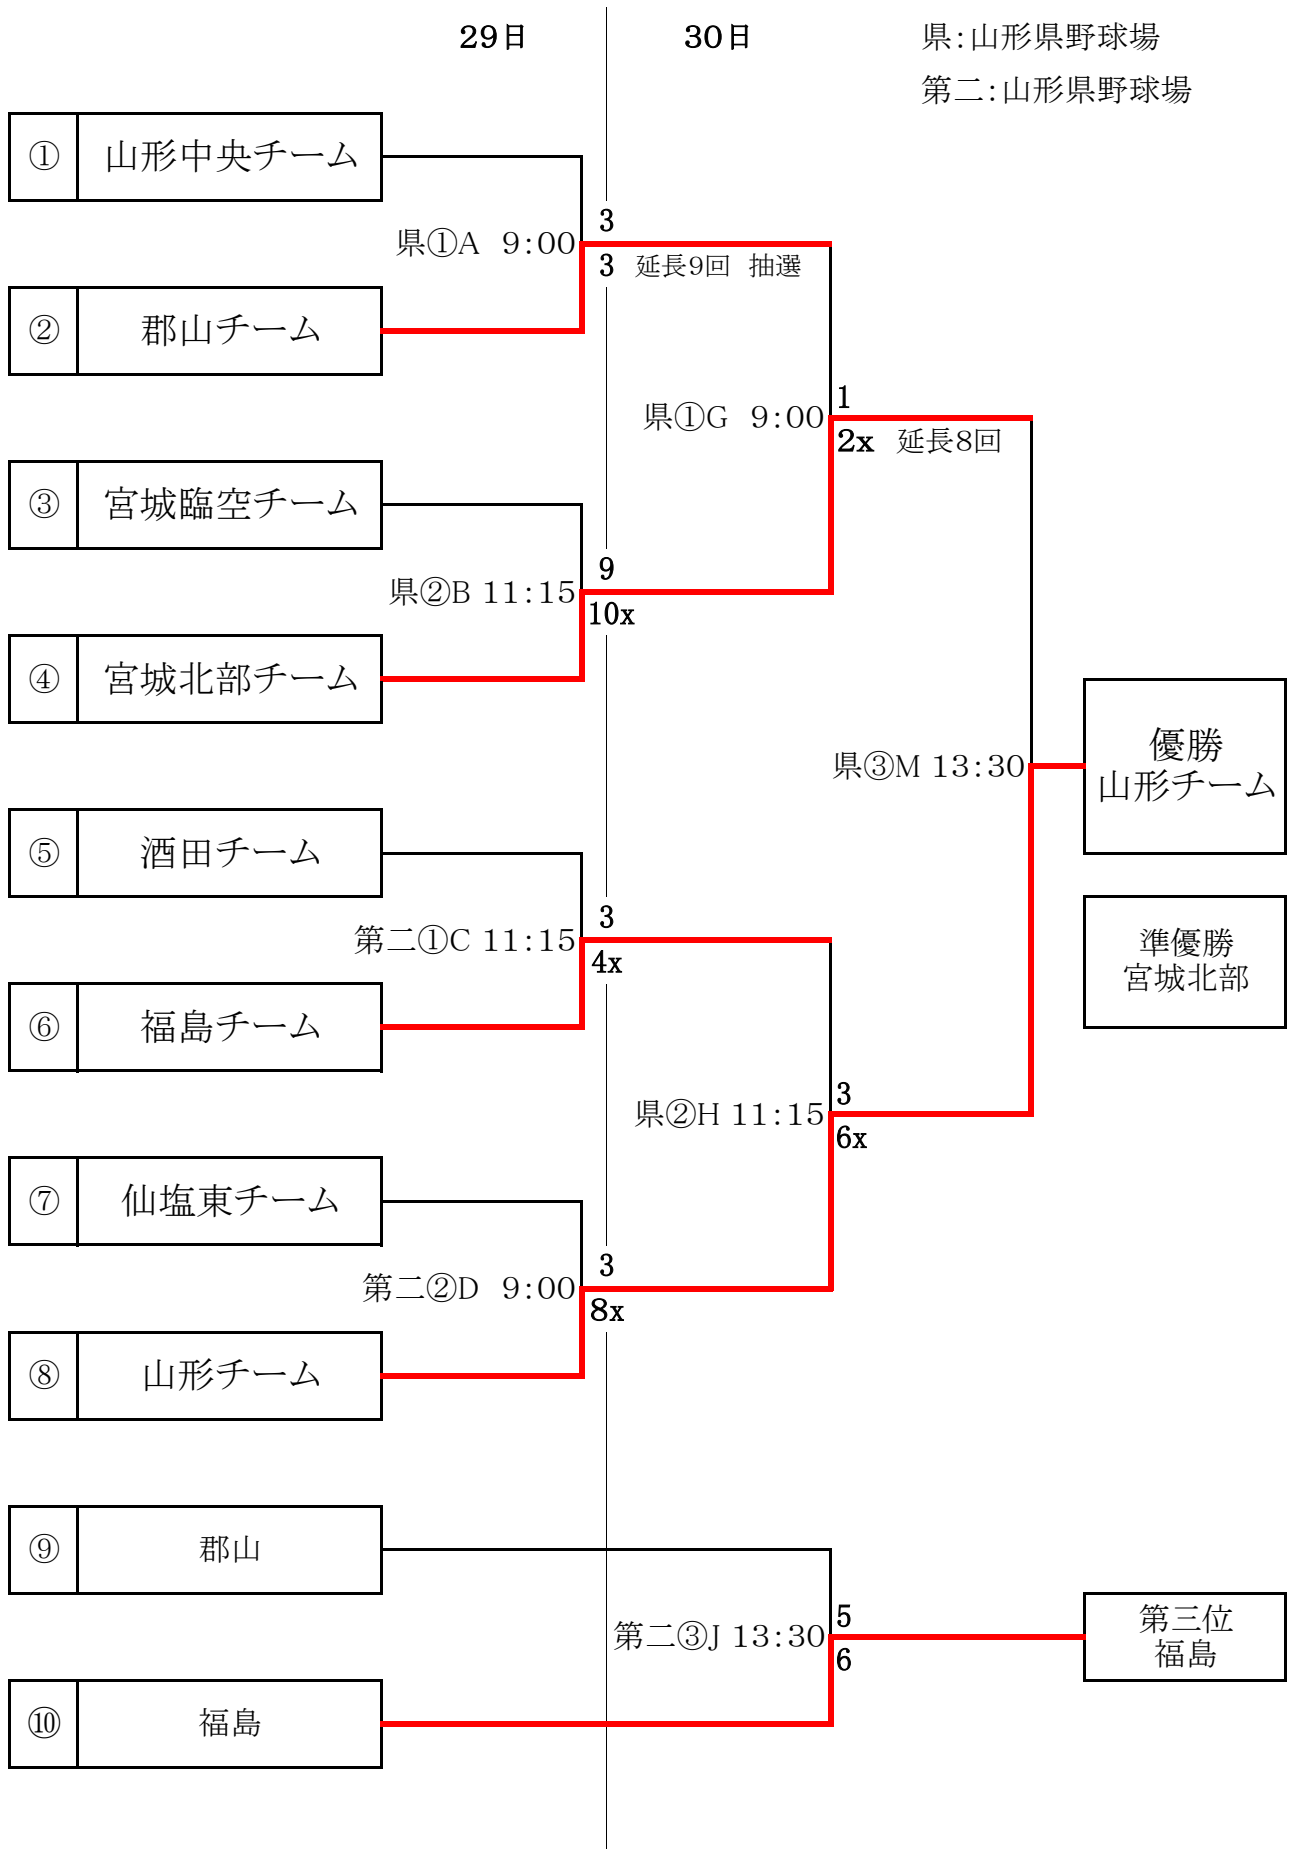 29日
30日
県：山形県野球場
第二：山形県野球場
① 山形中央チーム
3
県①A 9：00
3 延長9回 抽選
② 郡山チーム
1
県①G 9：00
2x 延長8回
③ 宮城臨空チーム
9
県②B 11：15
10x
④ 宮城北部チーム
優勝
山形チーム
県③M 13：30
⑤ 酒田チーム
3
第二①C 11：15
4x
準優勝
宮城北部
⑥ 福島チーム
3
県②H 11：15
6x
⑦ 仙塩東チーム
3
第二②D 9：00
8x
⑧ 山形チーム
⑨ 郡山
5
第二③J 13：30
6
第三位
福島
⑩ 福島